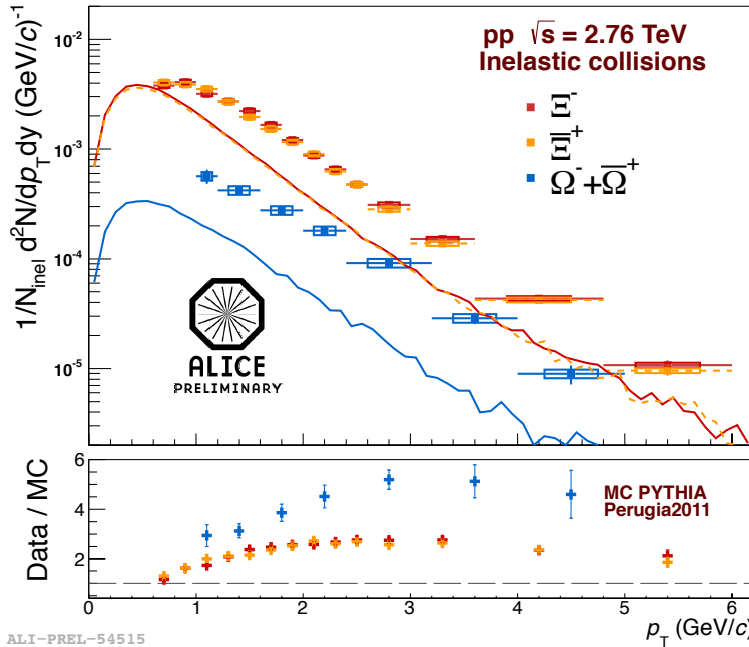 pp √s = 2.76 TeV
Inelastic collisions
Ξ⁻
Ξ̅⁺
Ω⁻+Ω̅⁺
1/N_inel d²N/dp_T dy (GeV/c)⁻¹
10⁻²
10⁻³
10⁻⁴
10⁻⁵
ALICE
PRELIMINARY
Data / MC
6
4
2
MC PYTHIA
Perugia2011
0 1 2 3 4 5 6
p_T (GeV/c)
ALI-PREL-54515